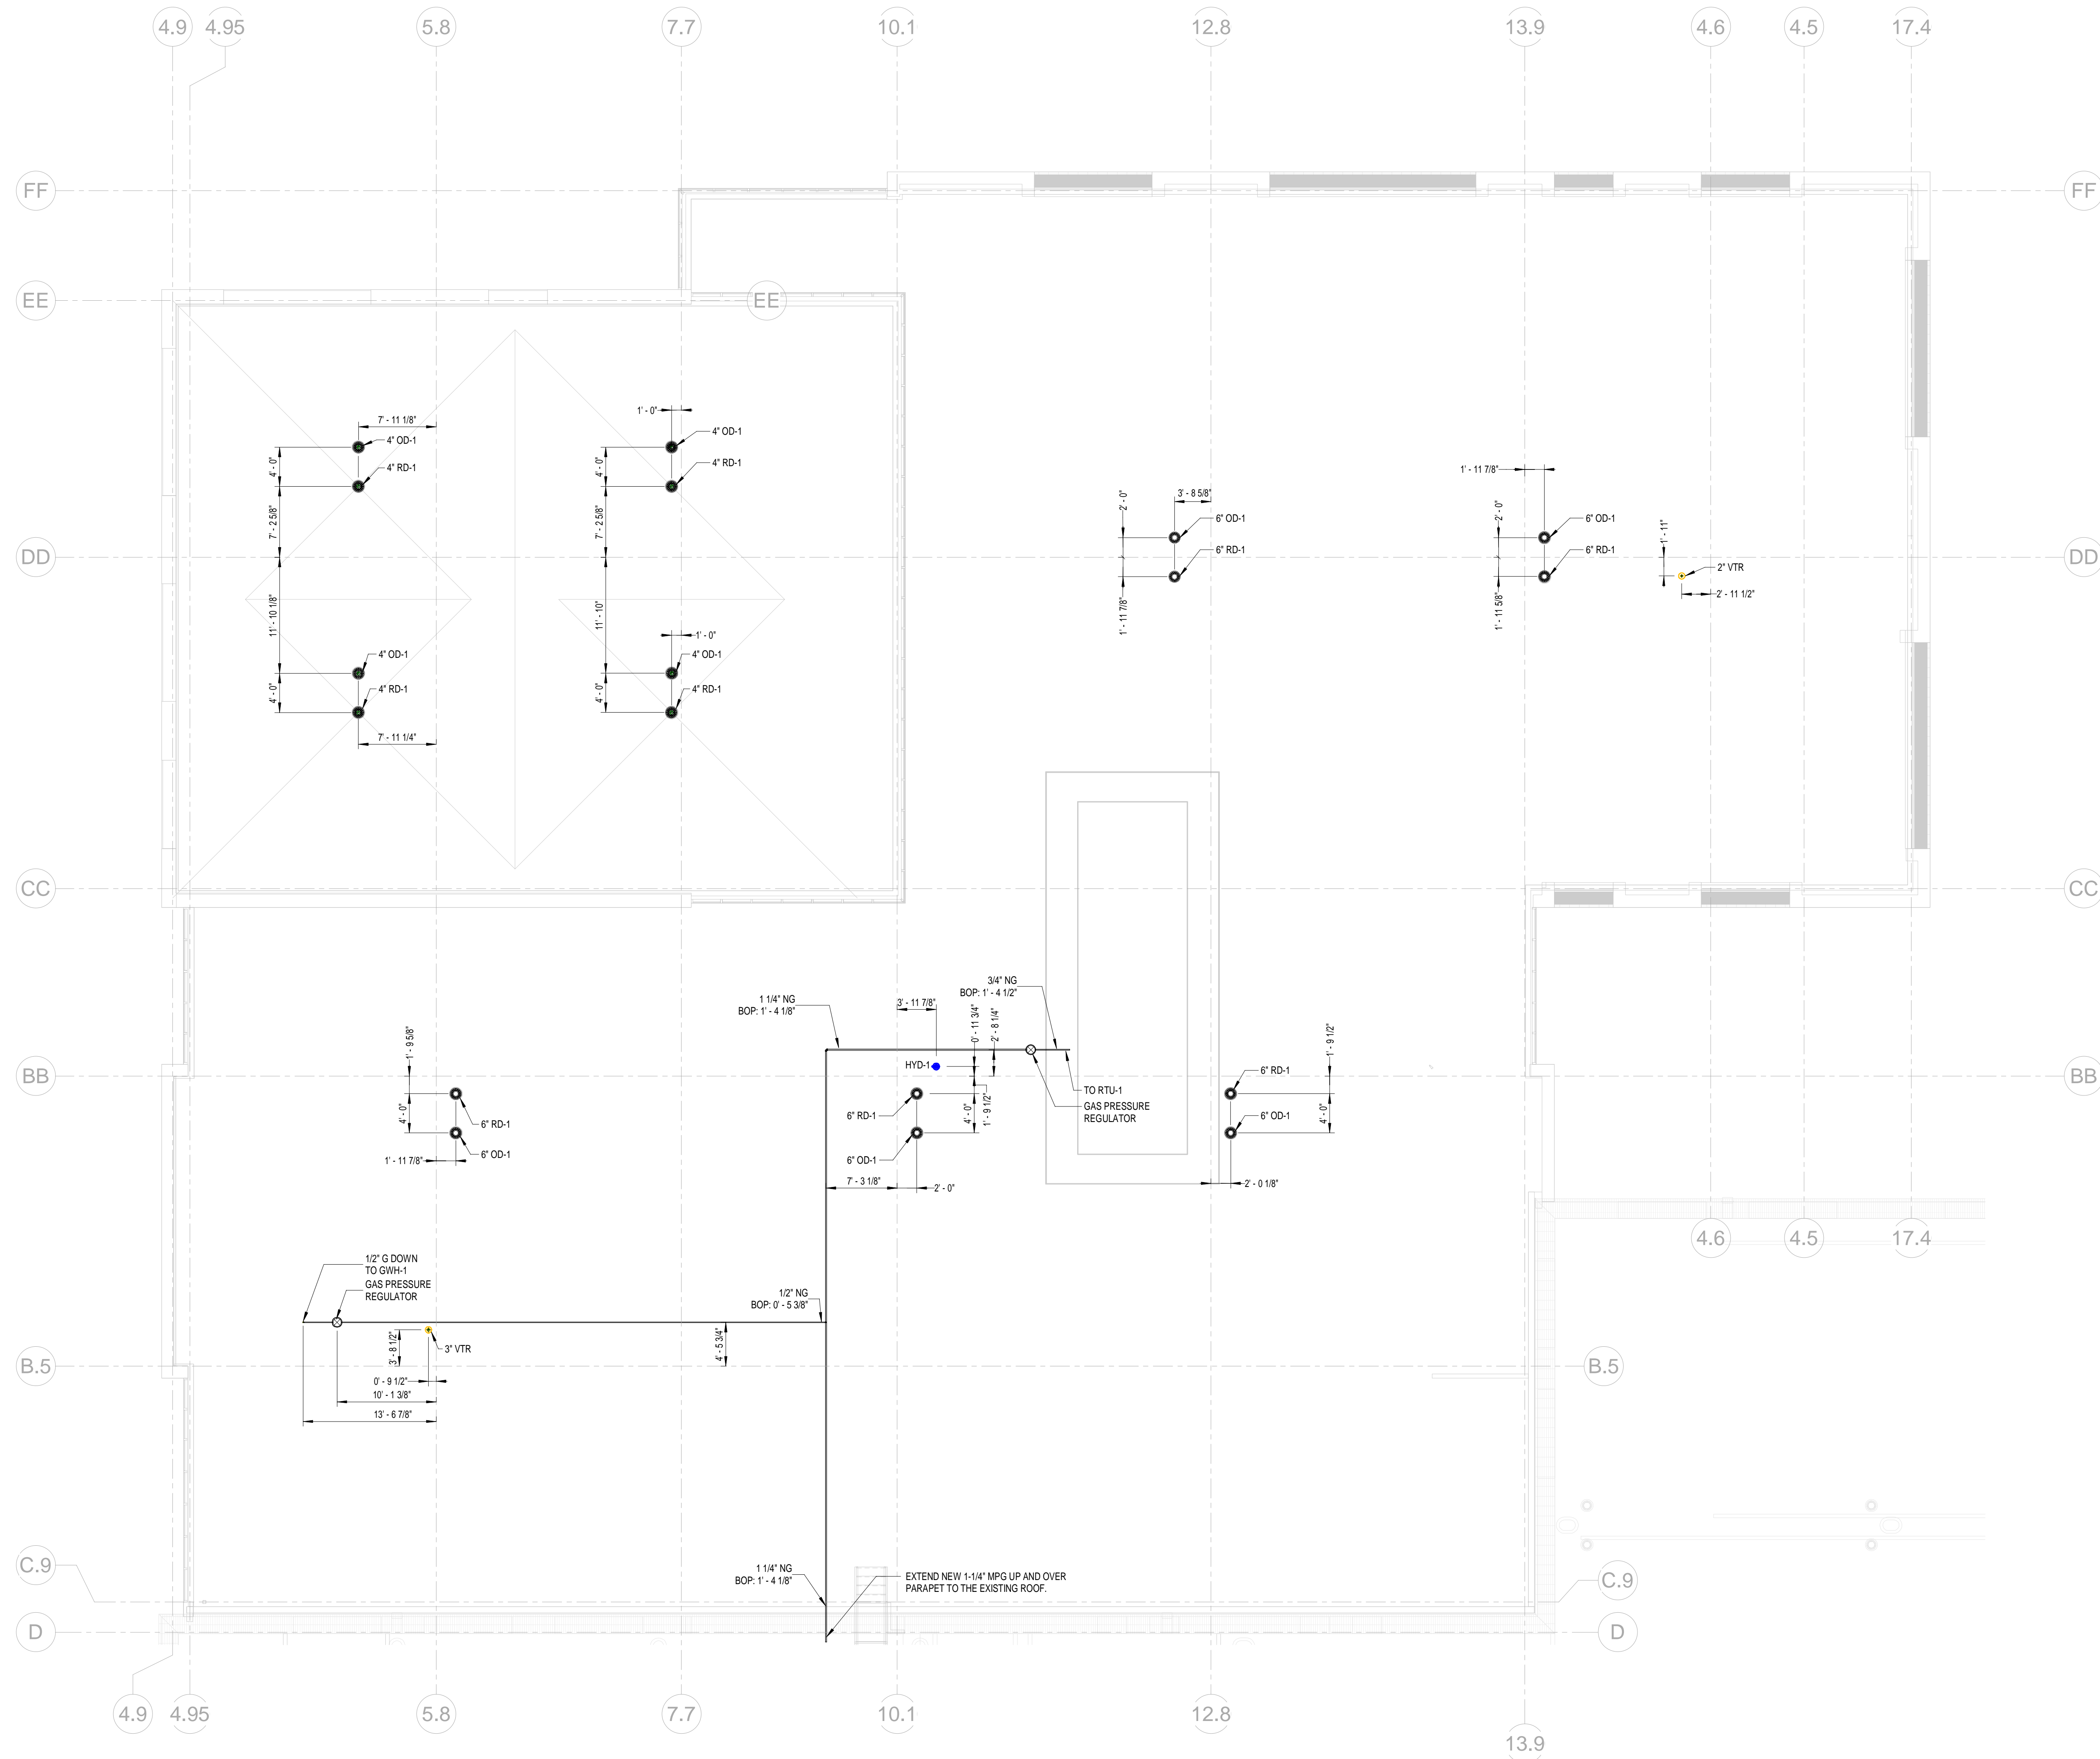 4.9
4.95
5.8
7.7
10.1
12.8
13.9
4.6
4.5
17.4
FF
FF
EE
EE
7' - 11 1/8"
4" OD-1
4" RD-1
4' - 0"
7' - 2 5/8"
1' - 0"
4" OD-1
4" RD-1
4' - 0"
7' - 2 5/8"
3' - 8 5/8"
2' - 0"
6" OD-1
6" RD-1
1' - 11 7/8"
1' - 11 7/8"
2' - 0"
6" OD-1
6" RD-1
1' - 11 5/8"
1' - 11"
2" VTR
2' - 11 1/2"
DD
DD
11' - 10 1/8"
4" OD-1
4" RD-1
4' - 0"
7' - 11 1/4"
11' - 10"
1' - 0"
4" OD-1
4" RD-1
4' - 0"
CC
CC
1 1/4" NG
BOP: 1' - 4 1/8"
3' - 11 7/8"
3/4" NG
BOP: 1' - 4 1/2"
0' - 11 3/4"
2' - 8 1/4"
HYD-1
TO RTU-1
GAS PRESSURE
REGULATOR
BB
BB
1' - 9 5/8"
4' - 0"
6" RD-1
6" OD-1
1' - 11 7/8"
6" RD-1
6" OD-1
4' - 0"
1' - 9 1/2"
7' - 3 1/8"
2' - 0"
1' - 9 1/2"
6" RD-1
6" OD-1
4' - 0"
2' - 0 1/8"
4.6
4.5
17.4
1/2" G DOWN
TO GWH-1
GAS PRESSURE
REGULATOR
1/2" NG
BOP: 0' - 5 3/8"
3' - 8 1/2"
3" VTR
4' - 5 3/4"
B.5
B.5
0' - 9 1/2"
10' - 1 3/8"
13' - 6 7/8"
C.9
C.9
1 1/4" NG
BOP: 1' - 4 1/8"
EXTEND NEW 1-1/4" MPG UP AND OVER
PARAPET TO THE EXISTING ROOF.
D
D
4.9
4.95
5.8
7.7
10.1
12.8
13.9